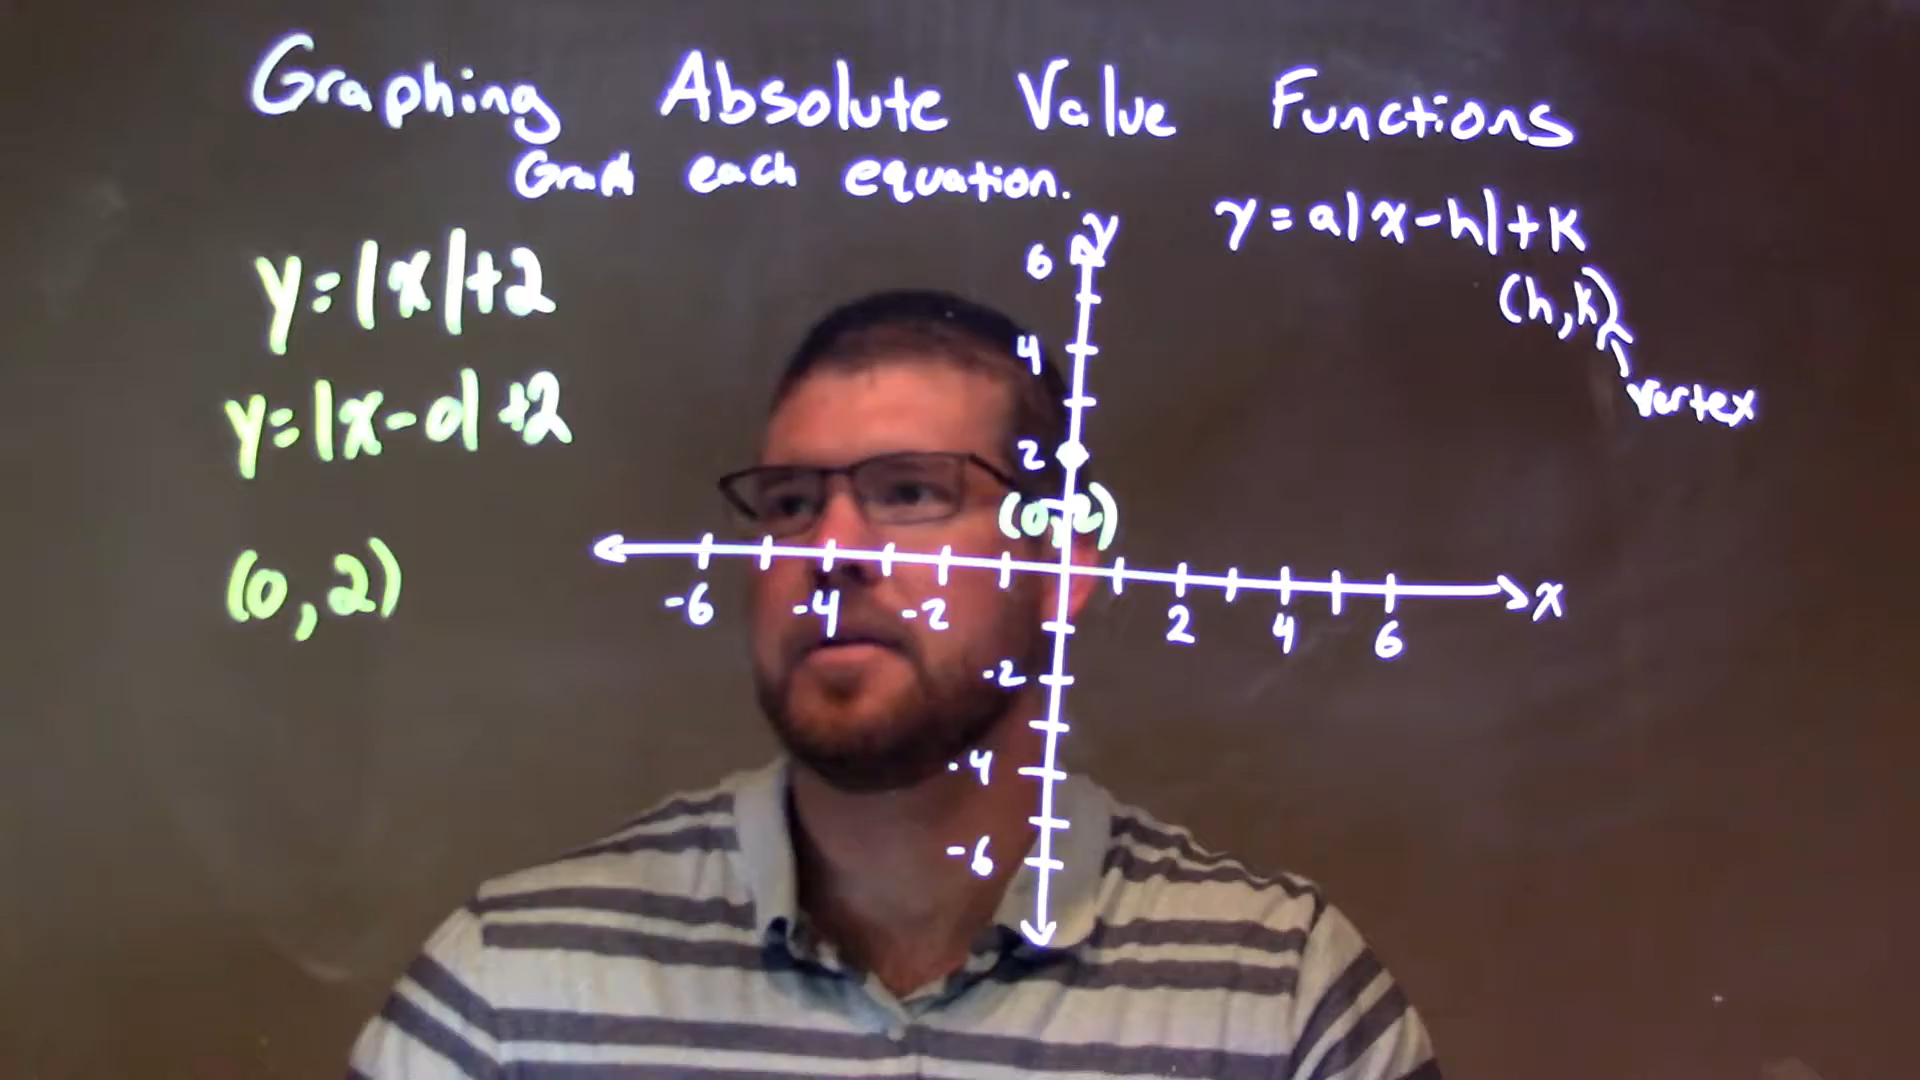 Graphing Absolute Value Functions
Graph each equation.
y = a|x-h|+k
(h,k)
vertex
y=|x|+2
y=|x-0|+2
(0,2)
y
6
4
2
(0,2)
-6 -4 -2 2 4 6 x
-2
-4
-6